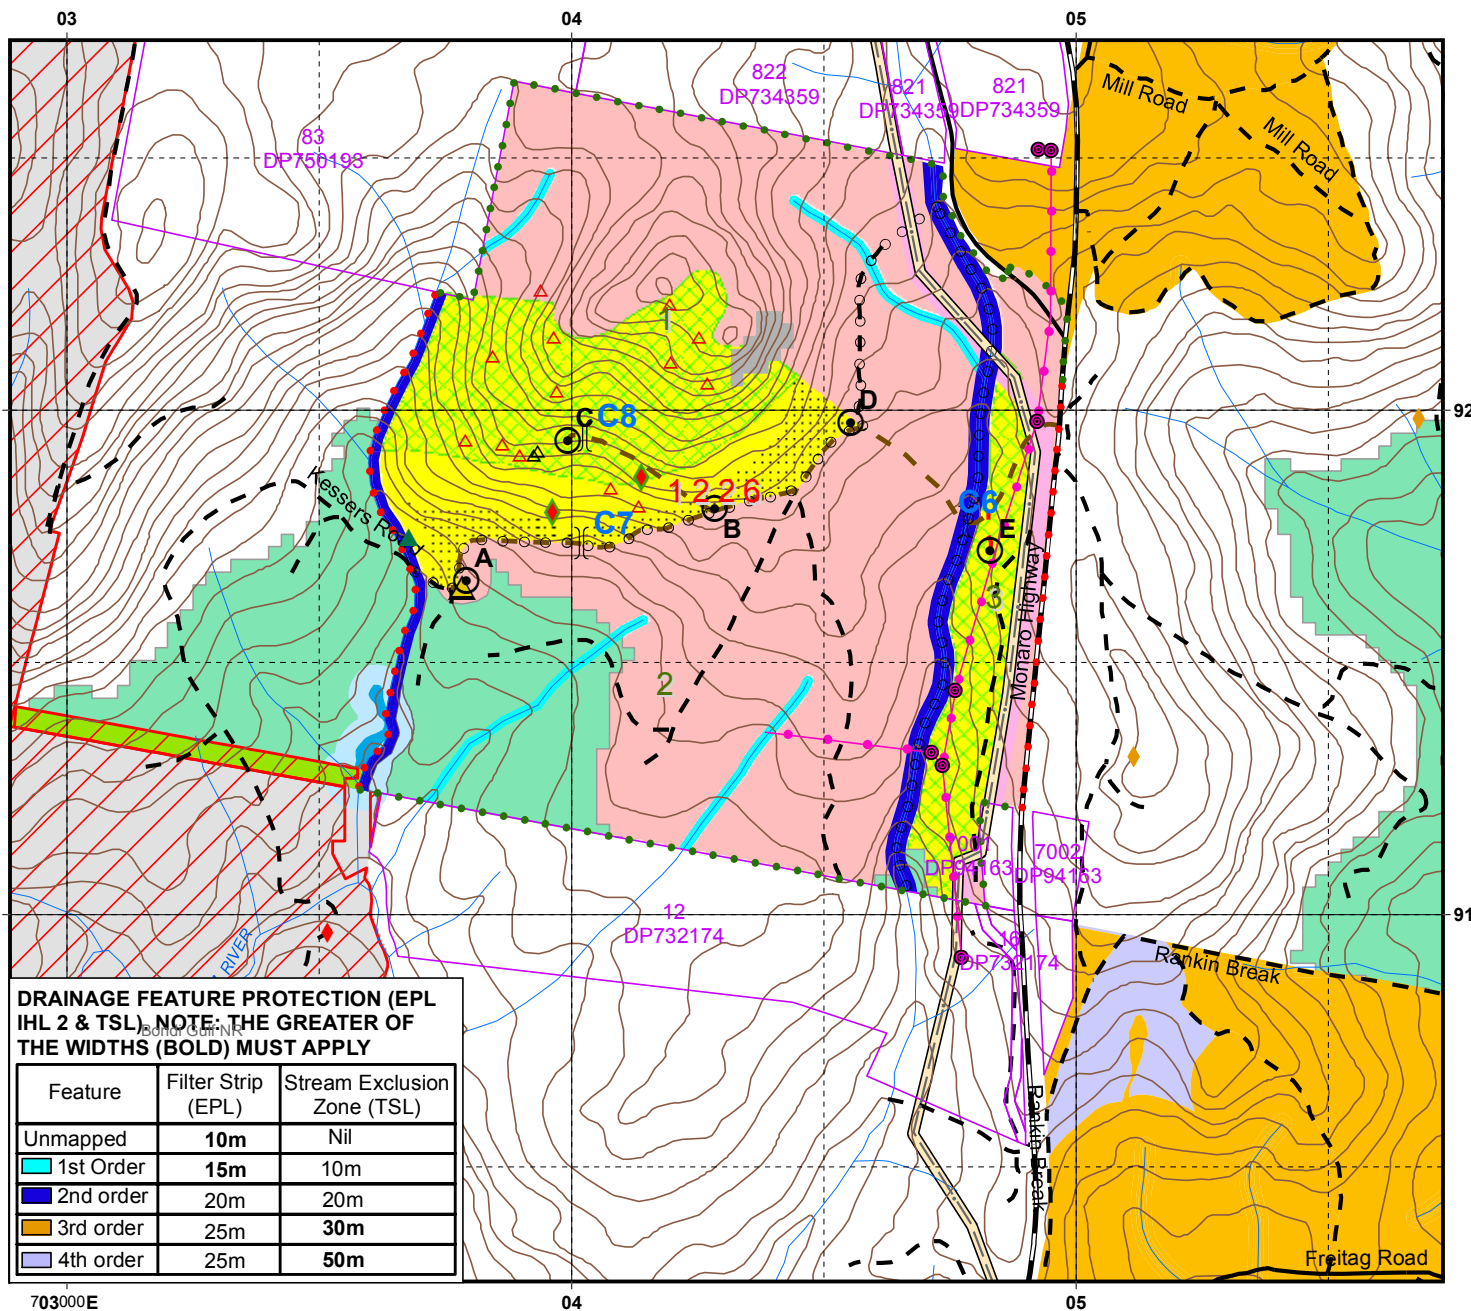 03
04
05
822
DP734359
821
DP734359
821
DP734359
Mill Road
Mill Road
83
DP750193
1
92
C
C8
D
Kessers Road
1 2 2 6
C7
B
C6
E
A
3
Monaro Highway
2
DP94163
7002
DP94163
12
DP732174
91
16
DP732174
Rankin Break
RIVER
DRAINAGE FEATURE PROTECTION (EPL
IHL 2 & TSL). NOTE: THE GREATER OF
Bondi Gulf NR
THE WIDTHS (BOLD) MUST APPLY
Feature
Filter Strip
(EPL)
Stream Exclusion
Zone (TSL)
Unmapped
10m
Nil
1st Order
15m
10m
2nd order
20m
20m
3rd order
25m
30m
4th order
25m
50m
Rankin Break
Freitag Road
703000E
04
05